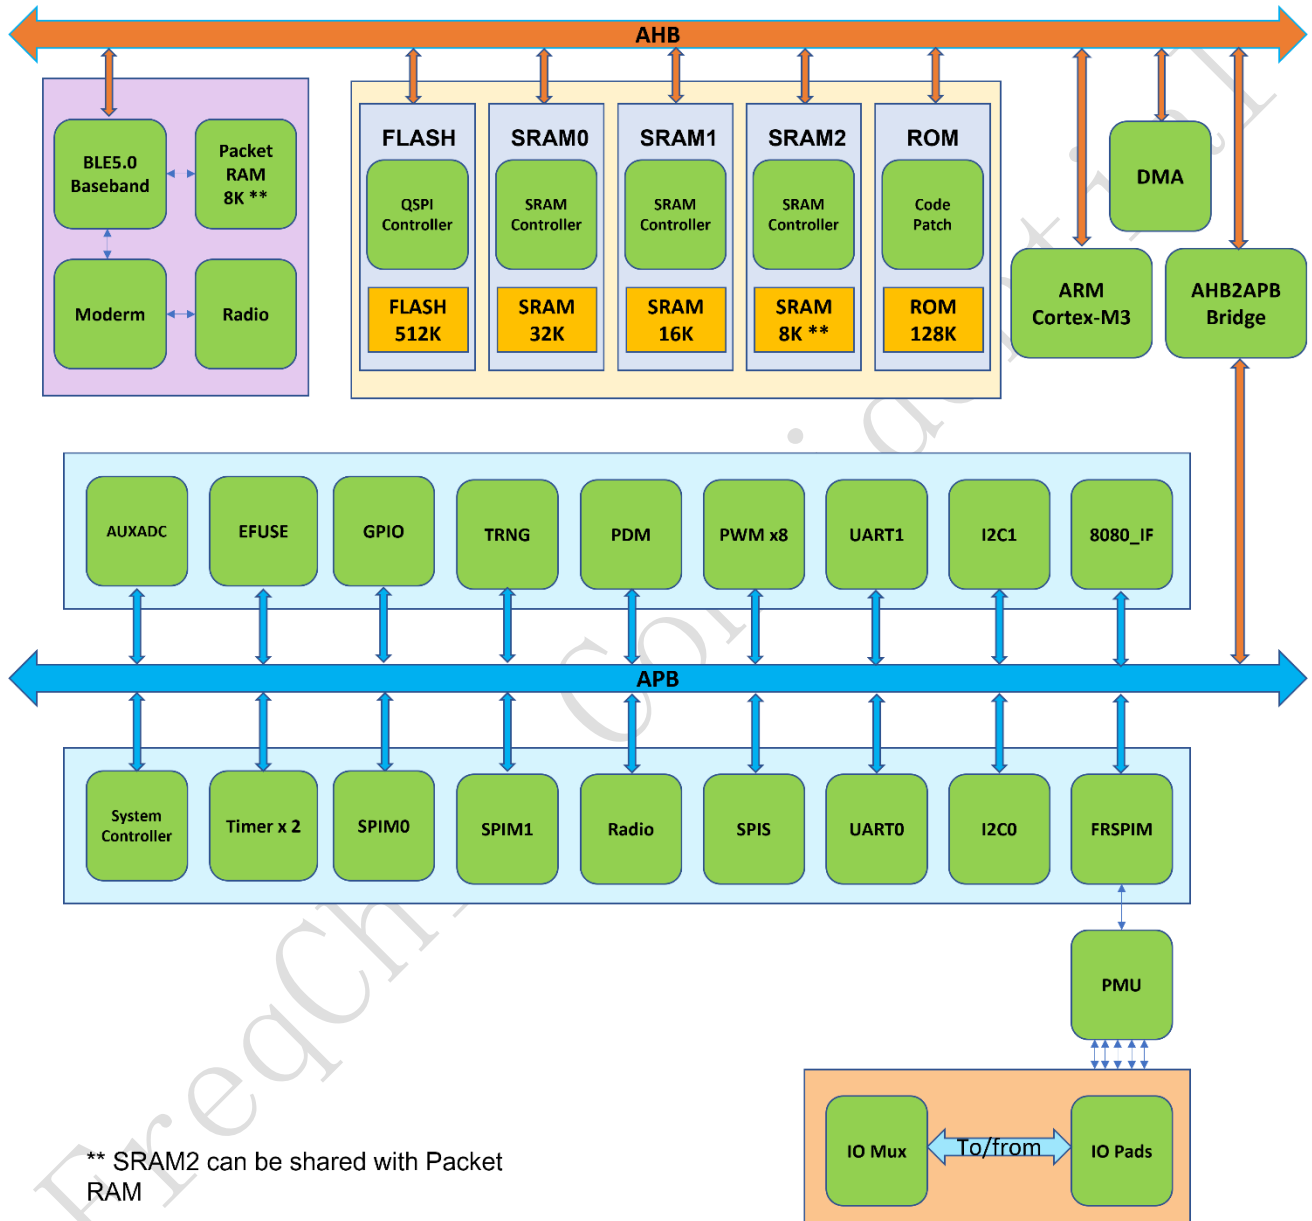 AHB
BLE5.0
Baseband
Packet
RAM
8K **
Moderm
Radio
FLASH
QSPI
Controller
FLASH
512K
SRAM0
SRAM
Controller
SRAM
32K
SRAM1
SRAM
Controller
SRAM
16K
SRAM2
SRAM
Controller
SRAM
8K **
ROM
Code
Patch
ROM
128K
DMA
ARM
Cortex-M3
AHB2APB
Bridge
AUXADC
EFUSE
GPIO
TRNG
PDM
PWM x8
UART1
I2C1
8080_IF
APB
System
Controller
Timer x 2
SPIM0
SPIM1
Radio
SPIS
UART0
I2C0
FRSPIM
PMU
IO Mux
To/from
IO Pads
** SRAM2 can be shared with Packet
RAM
FreqChip Confidential